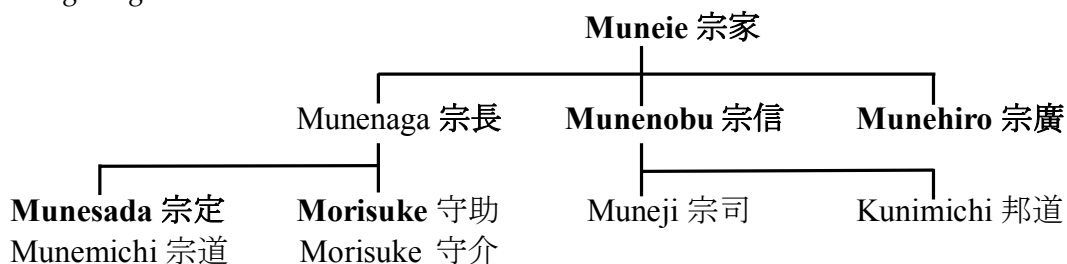 Muneie 宗家
Munenaga 宗長 Munenobu 宗信 Munehiro 宗廣
Munesada 宗定 Morisuke 守助 Muneji 宗司 Kunimichi 邦道
Munemichi 宗道 Morisuke 守介